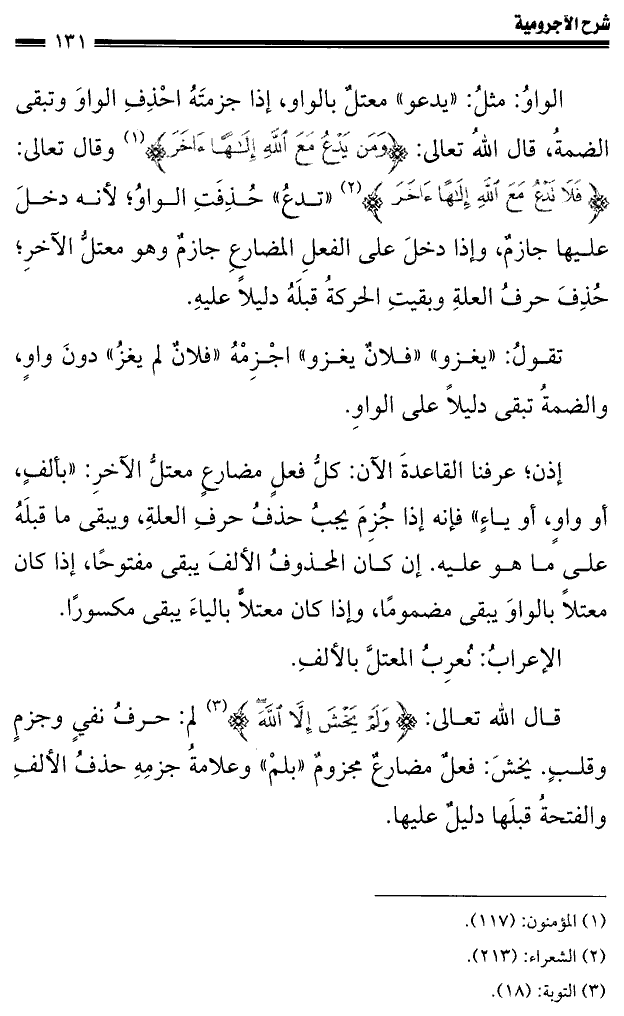 شرح الآجرومية
١٣١
الواوُ: مثلُ: «يدعو» معتلٌ بالواو، إذا جزمتَهُ احْذِفِ الواوَ وتبقى
الضمةُ، قال اللهُ تعالى: ﴿وَمَن يَدْعُ مَعَ ٱللَّهِ إِلَٰهًا ءَاخَرَ﴾(١) وقال تعالى:
﴿فَلَا تَدْعُ مَعَ ٱللَّهِ إِلَٰهًا ءَاخَرَ﴾(٢) «تدعُ» حُذفَتِ الواوُ؛ لأنه دخلَ
عليها جازمٌ، وإذا دخلَ على الفعلِ المضارعِ جازمٌ وهو معتلُّ الآخرِ؛
حُذِفَ حرفُ العلةِ وبقيتِ الحركةُ قبلَهُ دليلاً عليهِ.
تقولُ: «يغزو» «فلانٌ يغزو» اجْزِمْهُ «فلانٌ لم يغزُ» دونَ واوٍ،
والضمةُ تبقى دليلاً على الواوِ.
إذن؛ عرفنا القاعدةَ الآن: كلُّ فعلٍ مضارعٍ معتلُّ الآخرِ: «بألفٍ،
أو واوٍ، أو ياءٍ» فإنه إذا جُزِمَ يجبُ حذفُ حرفِ العلةِ، ويبقى ما قبلَهُ
على ما هو عليه. إن كان المحذوفُ الألفَ يبقى مفتوحًا، إذا كان
معتلاً بالواوَ يبقى مضمومًا، وإذا كان معتلاًّ بالياءَ يبقى مكسورًا.
الإعرابُ: نُعرِبُ المعتلَّ بالألفِ.
قال الله تعالى: ﴿وَلَمْ يَخْشَ إِلَّا ٱللَّهَ﴾(٣) لم: حرفُ نفيٍ وجزمٍ
وقلبٍ. يخشَ: فعلٌ مضارعٌ مجزومٌ «بلمْ» وعلامةُ جزمِهِ حذفُ الألفِ
والفتحةُ قبلَها دليلٌ عليها.
(١) المؤمنون: (١١٧).
(٢) الشعراء: (٢١٣).
(٣) التوبة: (١٨).